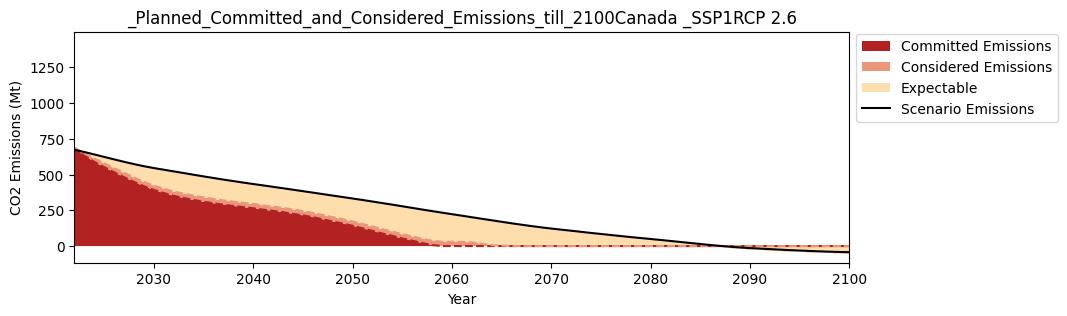 _Planned_Committed_and_Considered_Emissions_till_2100Canada _SSP1RCP 2.6
CO2 Emissions (Mt)
1250
1000
750
500
250
0
2030 2040 2050 2060 2070 2080 2090 2100
Year
Committed Emissions
Considered Emissions
Expectable
Scenario Emissions